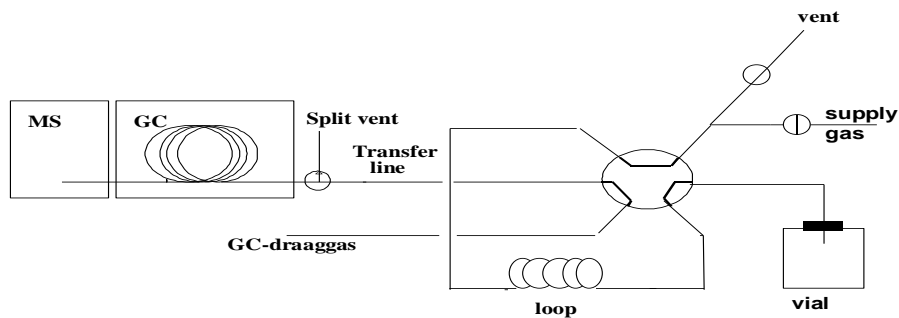 vent
MS
GC
Split vent
supply
gas
Transfer
line
GC-draaggas
loop
vial